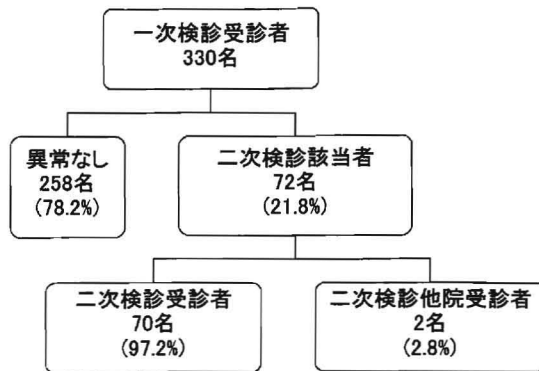 一次検診受診者
330名
異常なし
258名
(78.2%)
二次検診該当者
72名
(21.8%)
二次検診受診者
70名
(97.2%)
二次検診他院受診者
2名
(2.8%)